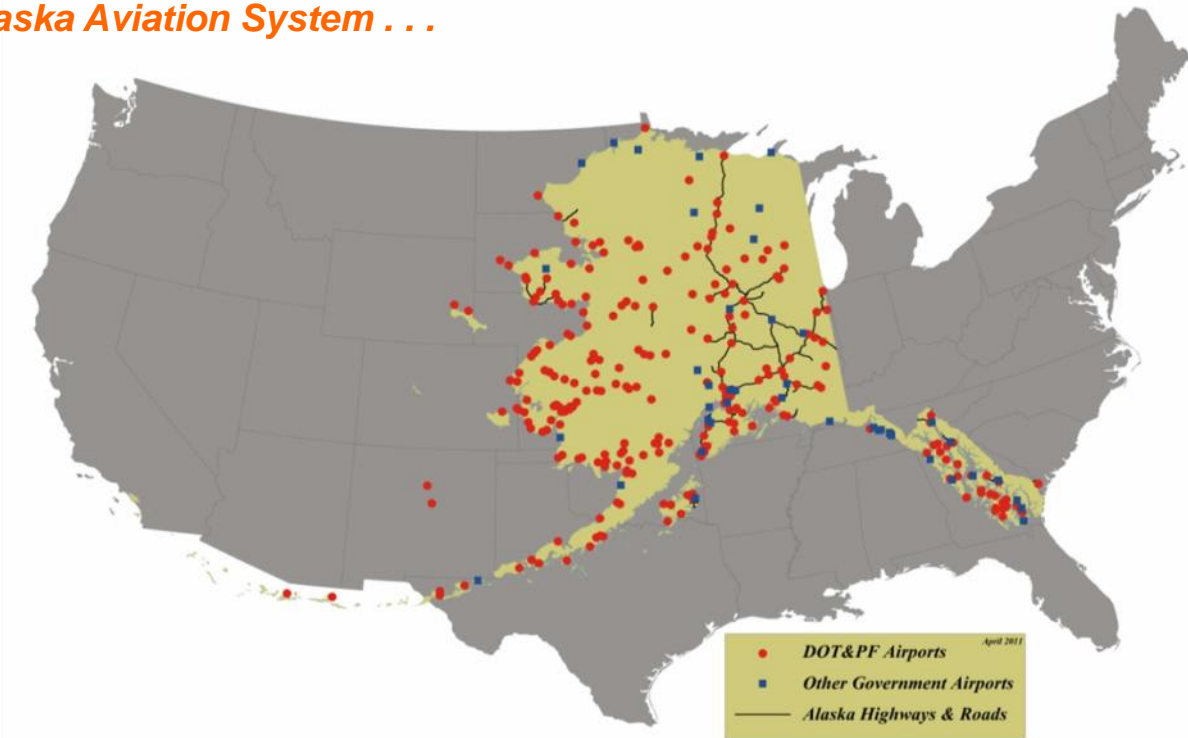 aska Aviation System . . .
April 2011
DOT&PF Airports
Other Government Airports
Alaska Highways & Roads